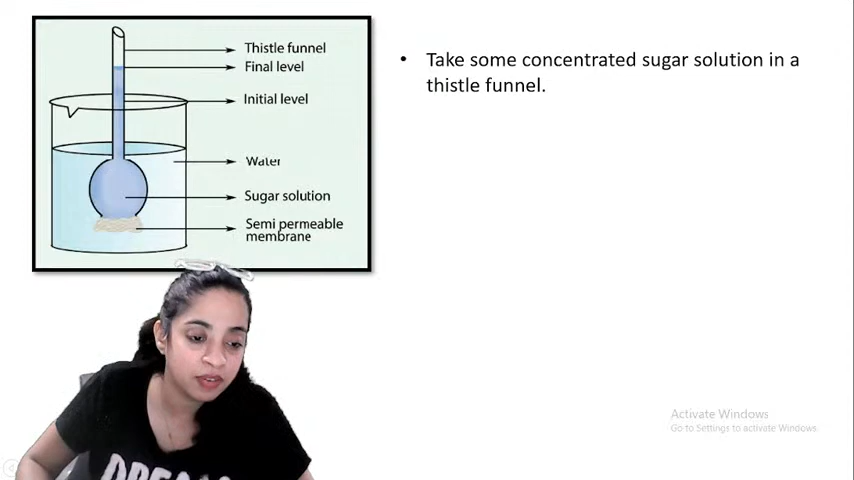 Thistle funnel
Final level
Initial level
Water
Sugar solution
Semi permeable
membrane
• Take some concentrated sugar solution in a
thistle funnel.
Activate Windows
Go to Settings to activate Windows.